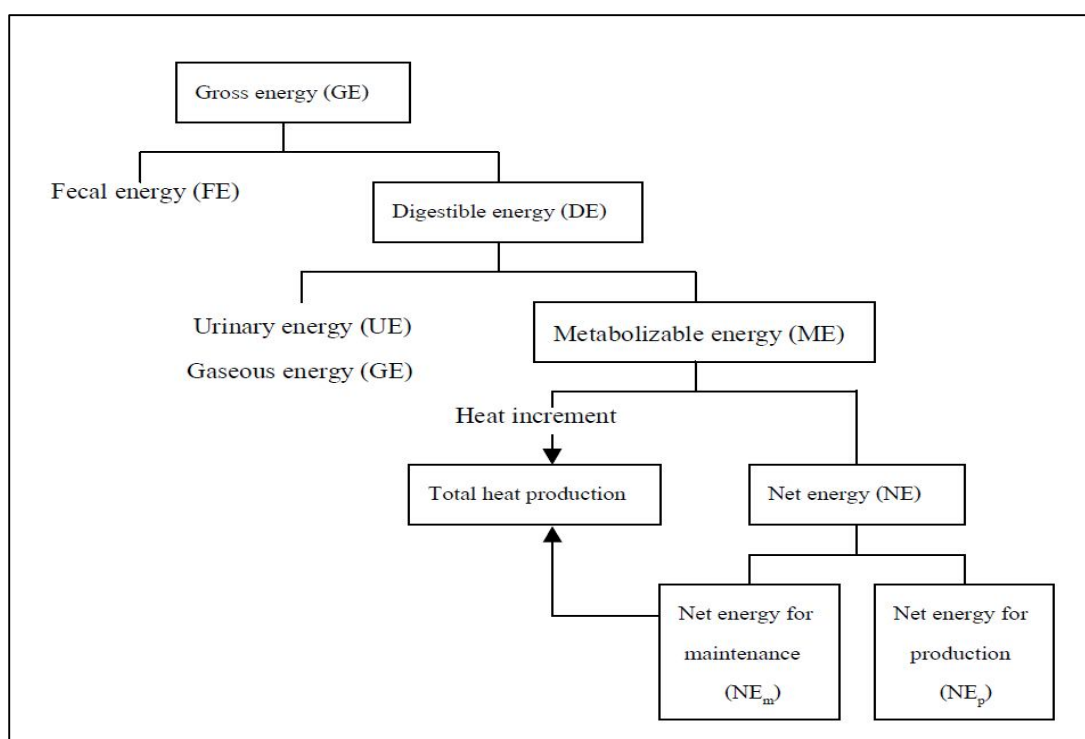 Gross energy (GE)
Fecal energy (FE)
Digestible energy (DE)
Urinary energy (UE)
Gaseous energy (GE)
Metabolizable energy (ME)
Heat increment
Total heat production
Net energy (NE)
Net energy for
maintenance
(NEm)
Net energy for
production
(NEp)